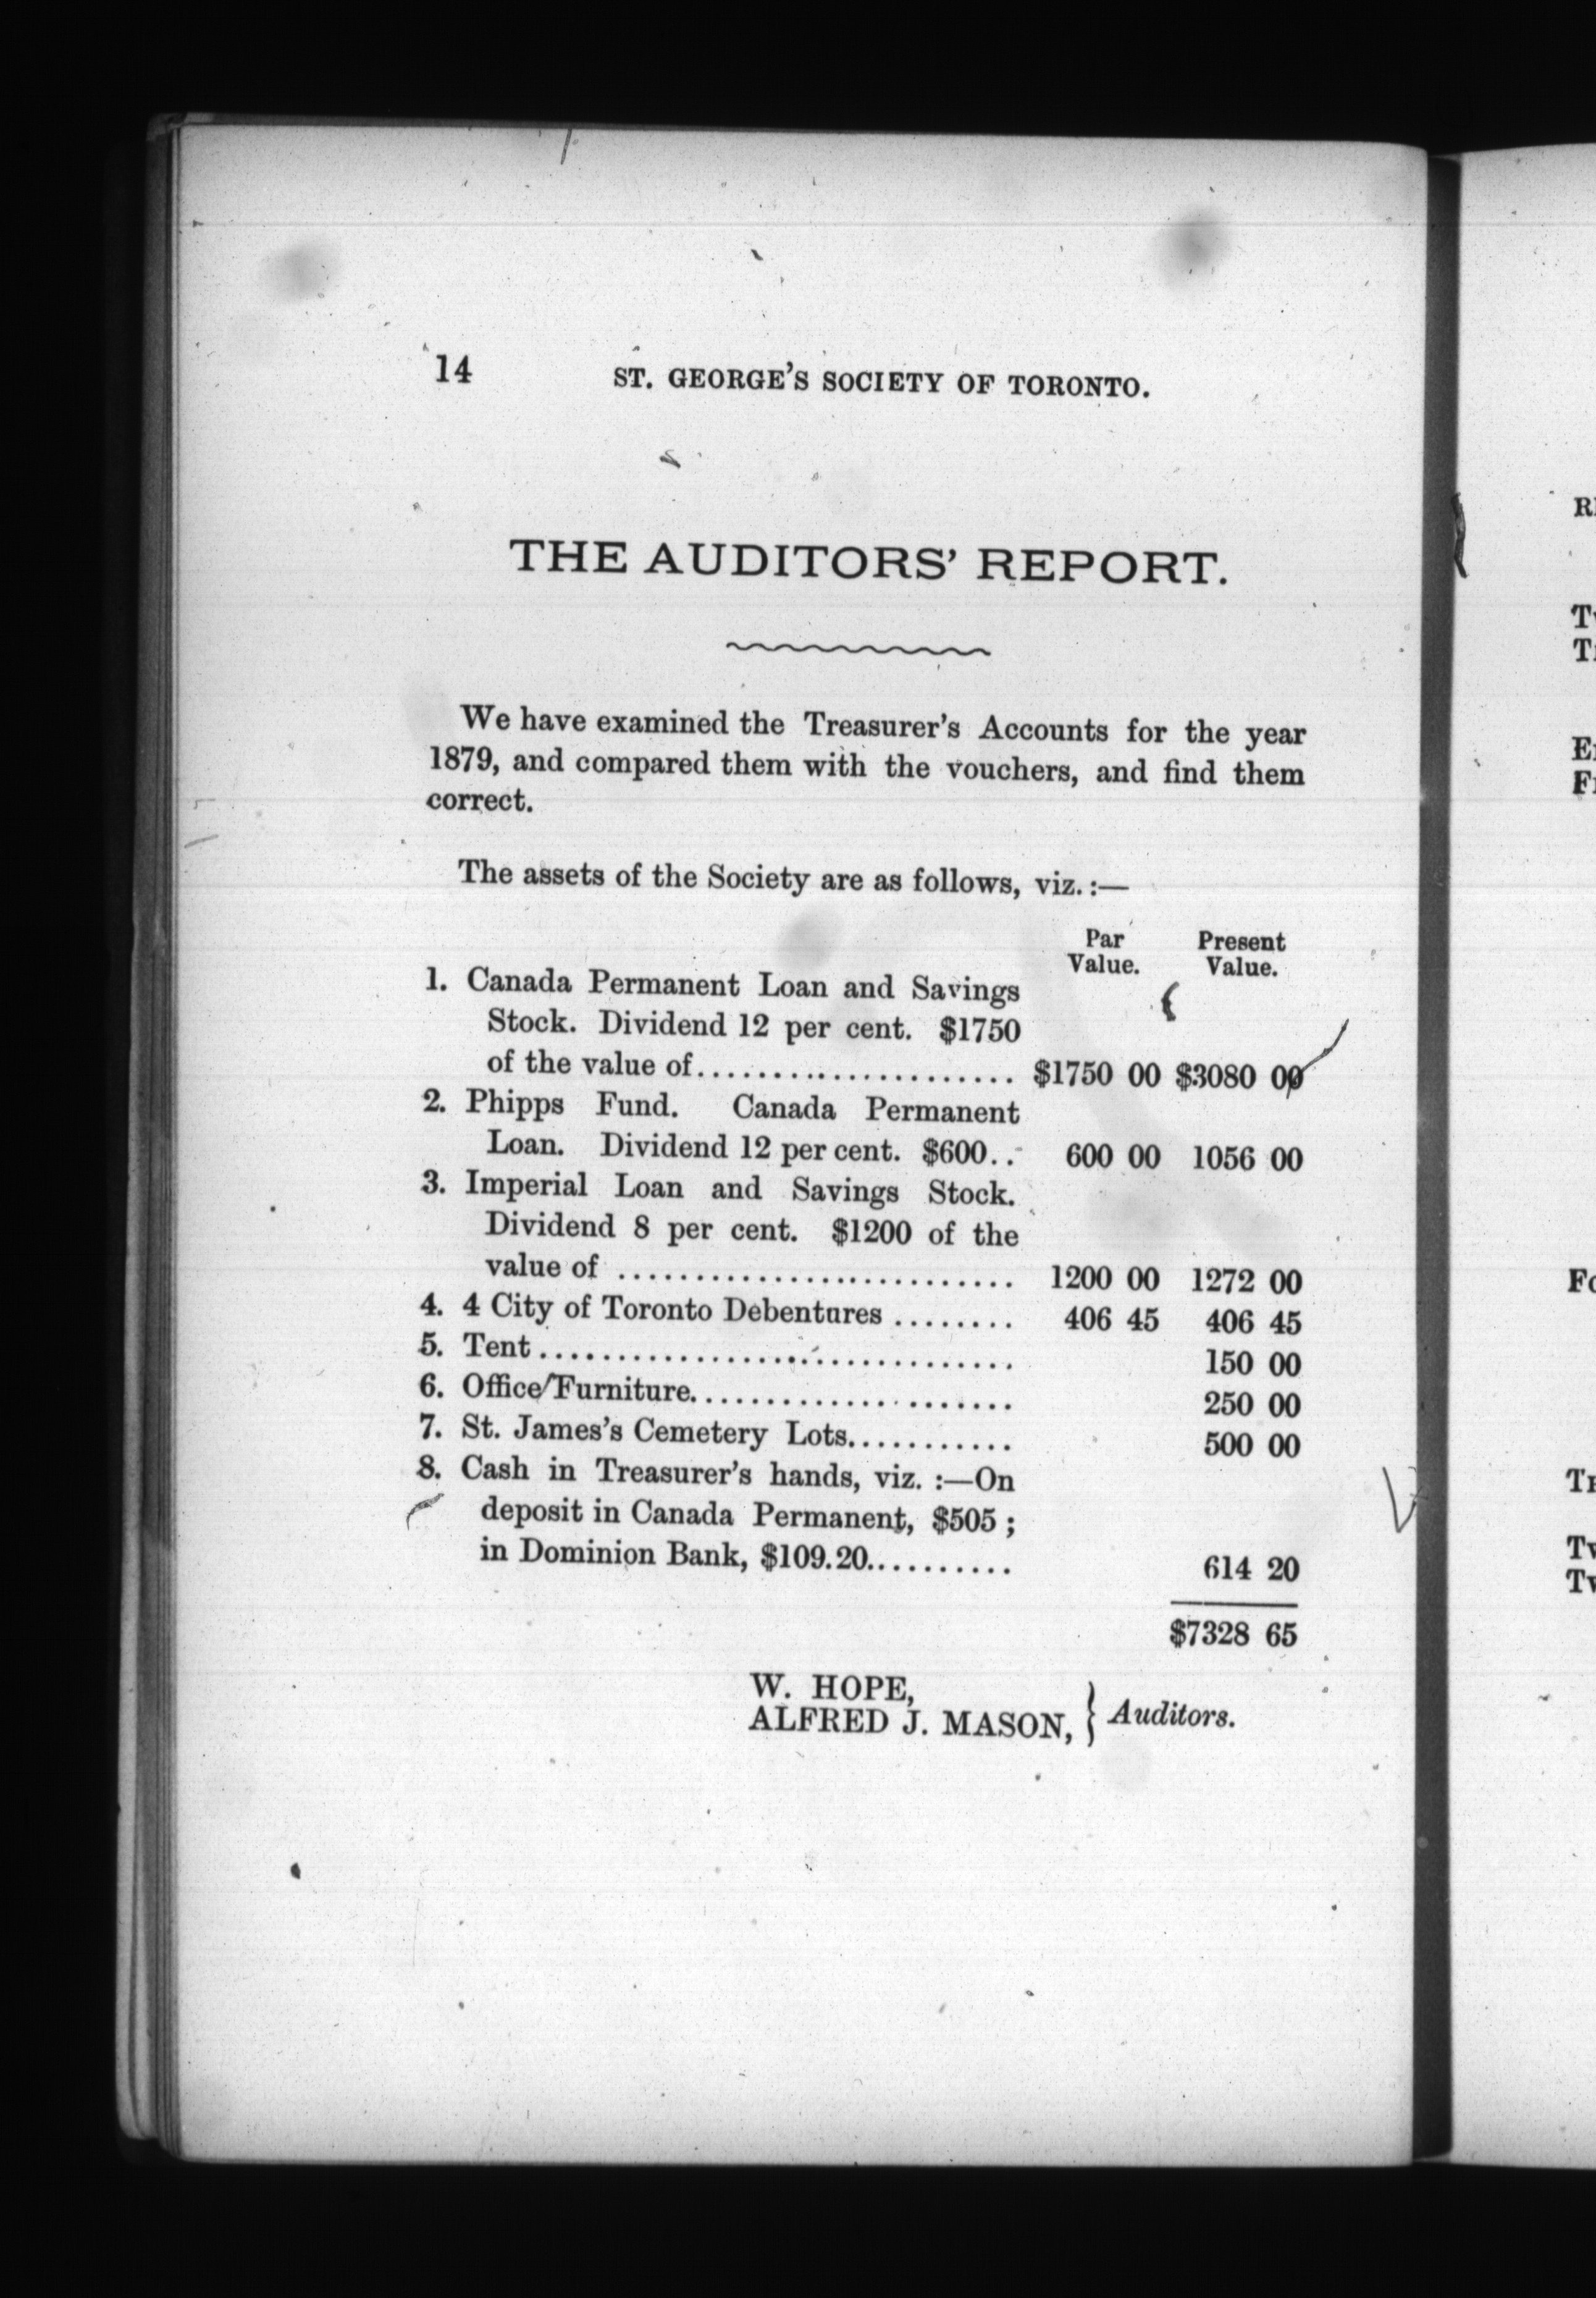 14 ST. GEORGE'S SOCIETY OF TORONTO.
THE AUDITORS' REPORT.
We have examined the Treasurer's Accounts for the year
1879, and compared them with the vouchers, and find them
correct.
The assets of the Society are as follows, viz.:—
Par Value. Present Value.
1. Canada Permanent Loan and Savings
Stock. Dividend 12 per cent. $1750
of the value of..................... $1750 00 $3080 00
2. Phipps Fund. Canada Permanent
Loan. Dividend 12 per cent. $600.. 600 00 1056 00
3. Imperial Loan and Savings Stock.
Dividend 8 per cent. $1200 of the
value of .......................... 1200 00 1272 00
4. 4 City of Toronto Debentures ........ 406 45 406 45
5. Tent............................... 150 00
6. Office Furniture..................... 250 00
7. St. James's Cemetery Lots........... 500 00
8. Cash in Treasurer's hands, viz. :—On
deposit in Canada Permanent, $505 ;
in Dominion Bank, $109.20.......... 614 20
$7328 65
W. HOPE,
ALFRED J. MASON, } Auditors.